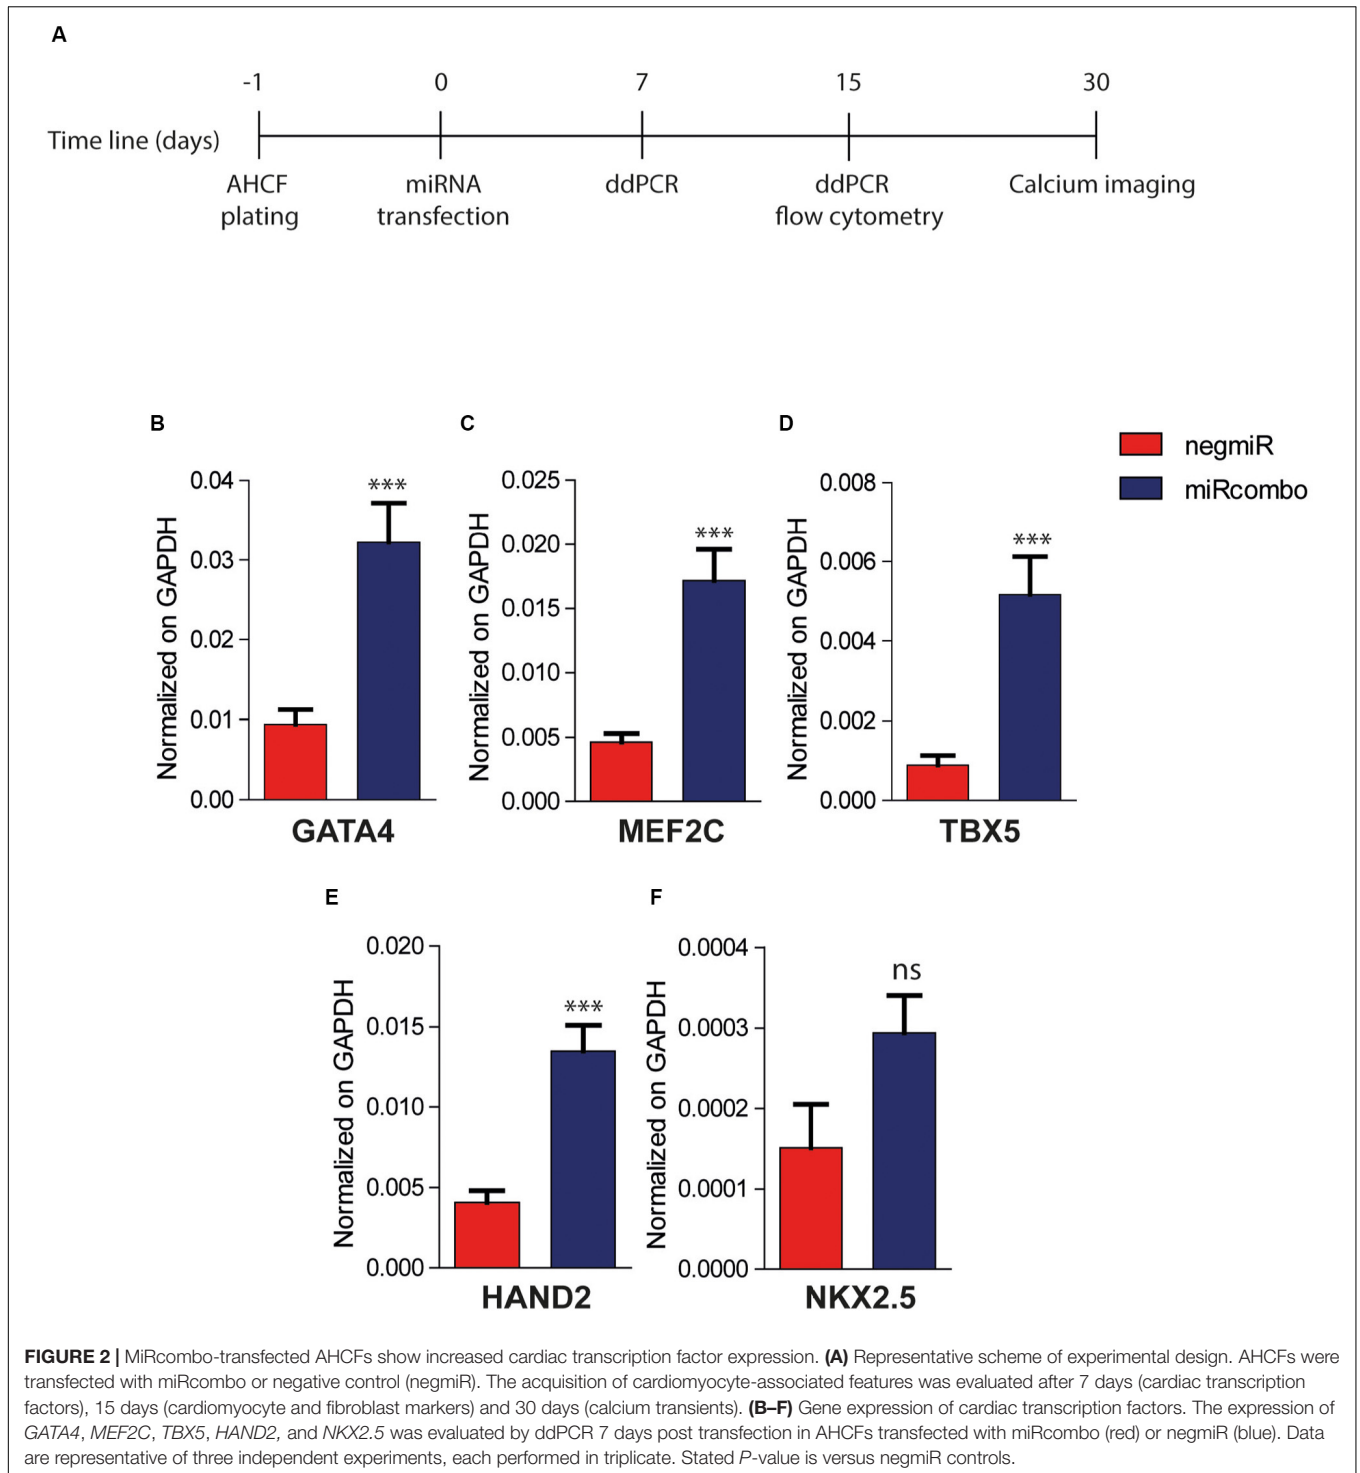 A
-1 0 7 15 30
Time line (days)
AHCF miRNA ddPCR ddPCR Calcium imaging
plating transfection flow cytometry
B
Normalized on GAPDH
0.04
0.03
0.02
0.01
0.00
***
GATA4
C
Normalized on GAPDH
0.025
0.020
0.015
0.010
0.005
0.000
***
MEF2C
D
Normalized on GAPDH
0.008
0.006
0.004
0.002
0.000
***
TBX5
negmiR
miRcombo
E
Normalized on GAPDH
0.020
0.015
0.010
0.005
0.000
***
HAND2
F
Normalized on GAPDH
0.0004
0.0003
0.0002
0.0001
0.0000
ns
NKX2.5
FIGURE 2 | MiRcombo-transfected AHCFs show increased cardiac transcription factor expression. (A) Representative scheme of experimental design. AHCFs were
transfected with miRcombo or negative control (negmiR). The acquisition of cardiomyocyte-associated features was evaluated after 7 days (cardiac transcription
factors), 15 days (cardiomyocyte and fibroblast markers) and 30 days (calcium transients). (B–F) Gene expression of cardiac transcription factors. The expression of
GATA4, MEF2C, TBX5, HAND2, and NKX2.5 was evaluated by ddPCR 7 days post transfection in AHCFs transfected with miRcombo (red) or negmiR (blue). Data
are representative of three independent experiments, each performed in triplicate. Stated P-value is versus negmiR controls.